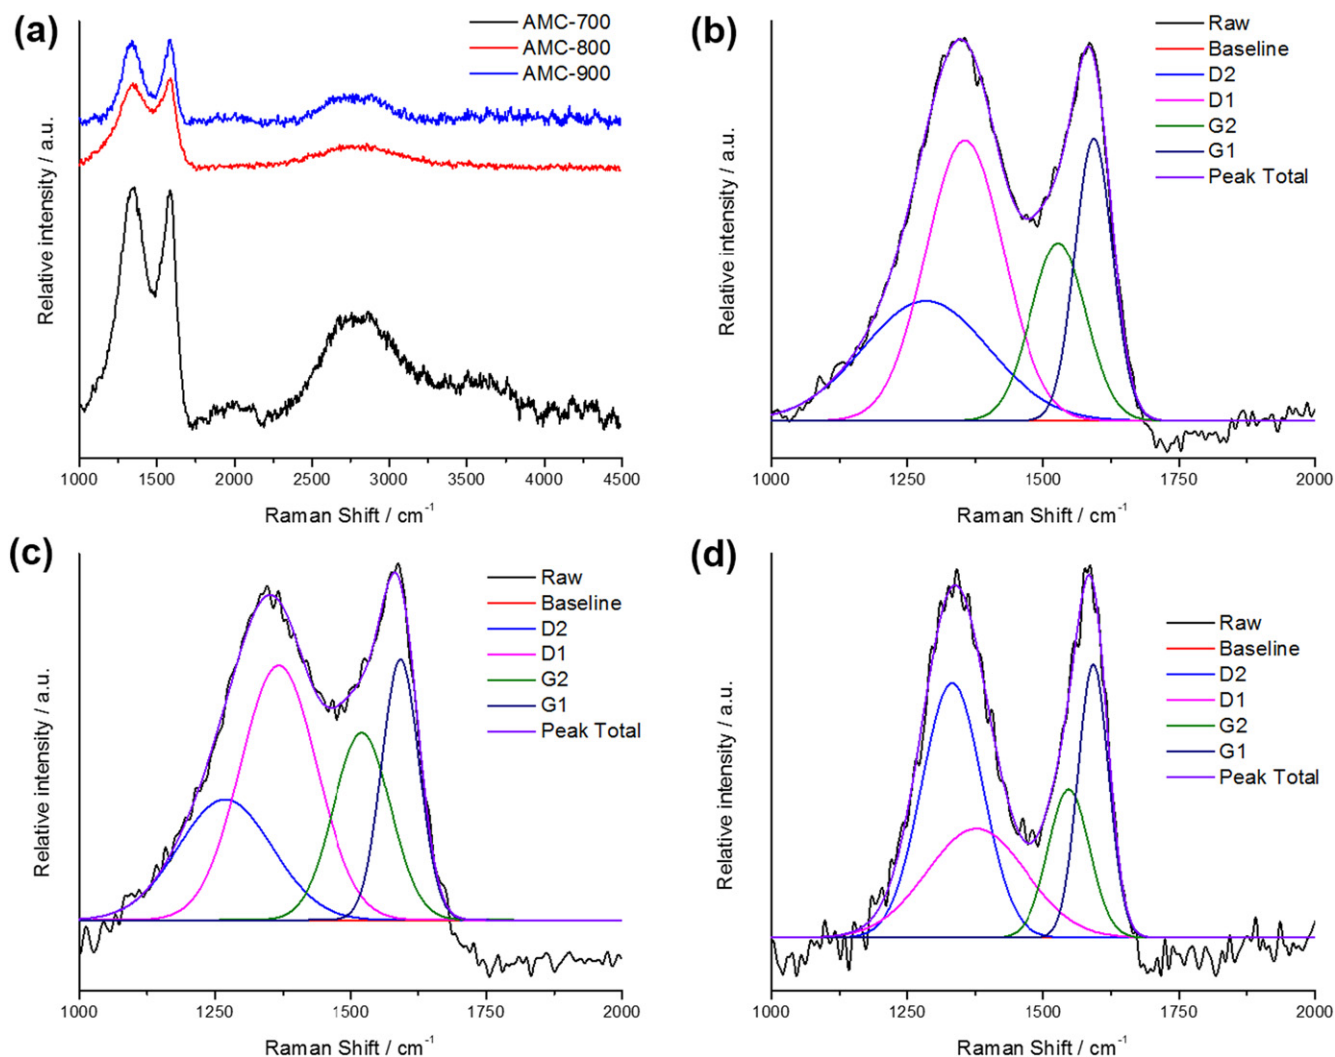 (a)
AMC-700
AMC-800
AMC-900
Relative intensity / a.u.
1000 1500 2000 2500 3000 3500 4000 4500
Raman Shift / cm⁻¹
(b)
Raw
Baseline
D2
D1
G2
G1
Peak Total
Relative intensity / a.u.
1000 1250 1500 1750 2000
Raman Shift / cm⁻¹
(c)
Raw
Baseline
D2
D1
G2
G1
Peak Total
Relative intensity / a.u.
1000 1250 1500 1750 2000
Raman Shift / cm⁻¹
(d)
Raw
Baseline
D2
D1
G2
G1
Peak Total
Relative intensity / a.u.
1000 1250 1500 1750 2000
Raman Shift / cm⁻¹